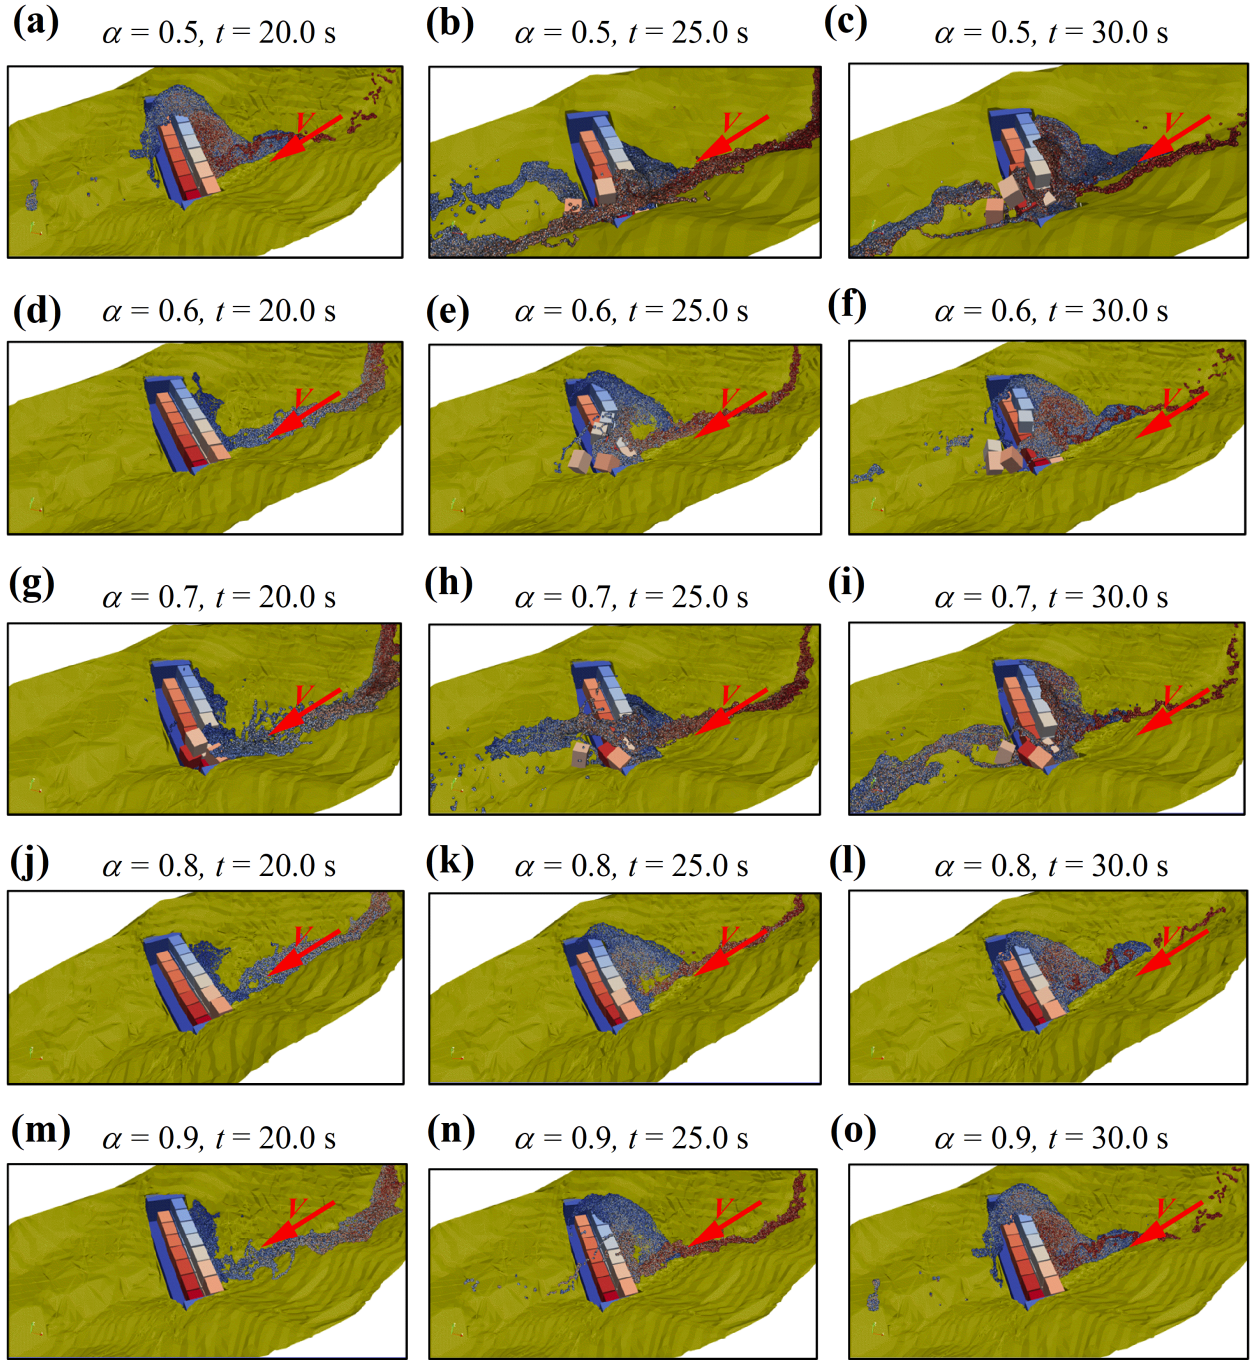 (a) α = 0.5, t = 20.0 s
(b) α = 0.5, t = 25.0 s
(c) α = 0.5, t = 30.0 s
V
V
V
(d) α = 0.6, t = 20.0 s
(e) α = 0.6, t = 25.0 s
(f) α = 0.6, t = 30.0 s
V
V
V
(g) α = 0.7, t = 20.0 s
(h) α = 0.7, t = 25.0 s
(i) α = 0.7, t = 30.0 s
V
V
V
(j) α = 0.8, t = 20.0 s
(k) α = 0.8, t = 25.0 s
(l) α = 0.8, t = 30.0 s
V
V
V
(m) α = 0.9, t = 20.0 s
(n) α = 0.9, t = 25.0 s
(o) α = 0.9, t = 30.0 s
V
V
V